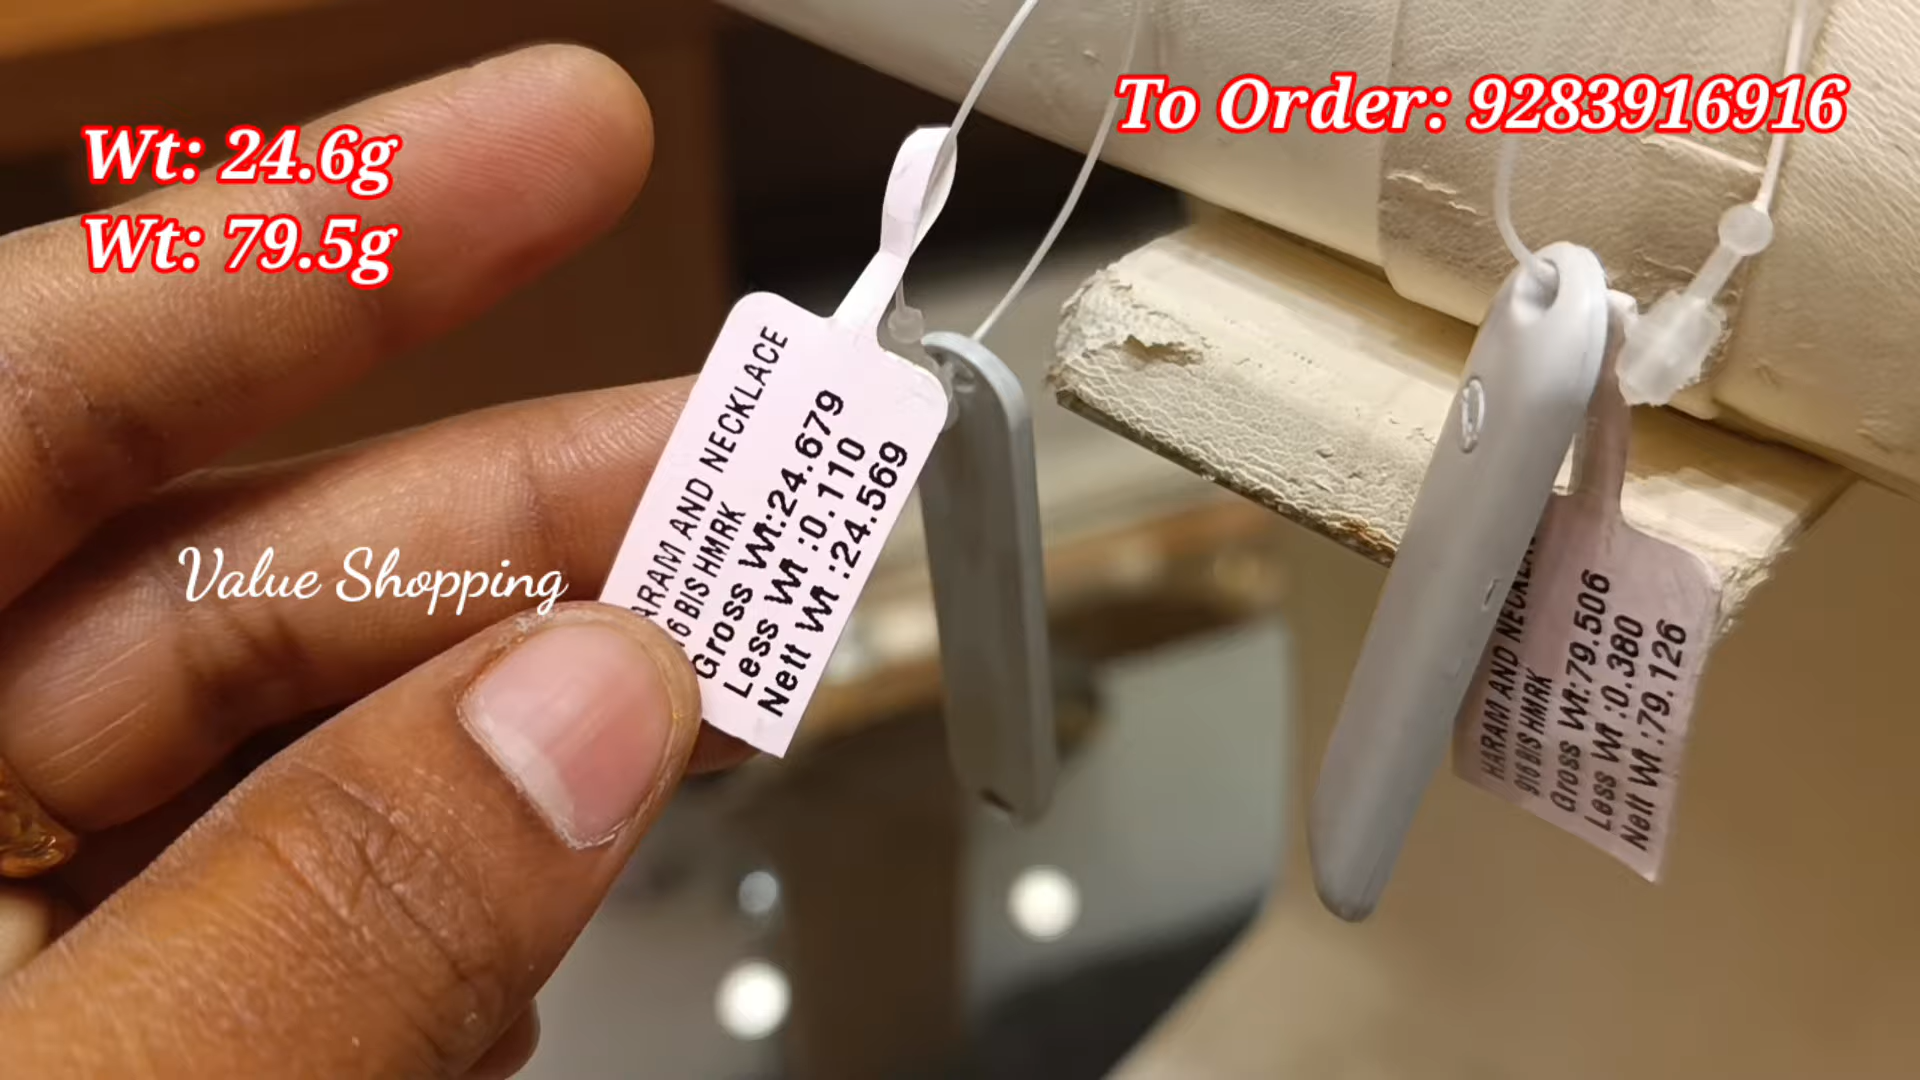 To Order: 9283916916
Wt: 24.6g
Wt: 79.5g
Value Shopping
ARAM AND NECKLACE
6 BIS HMRK
Gross Wt:24.679
Less Wt :0.110
Nett Wt :24.569
HARAM AND NECKLA
916 BIS HMRK
Gross Wt:79.506
Less Wt :0.380
Nett Wt :79.126